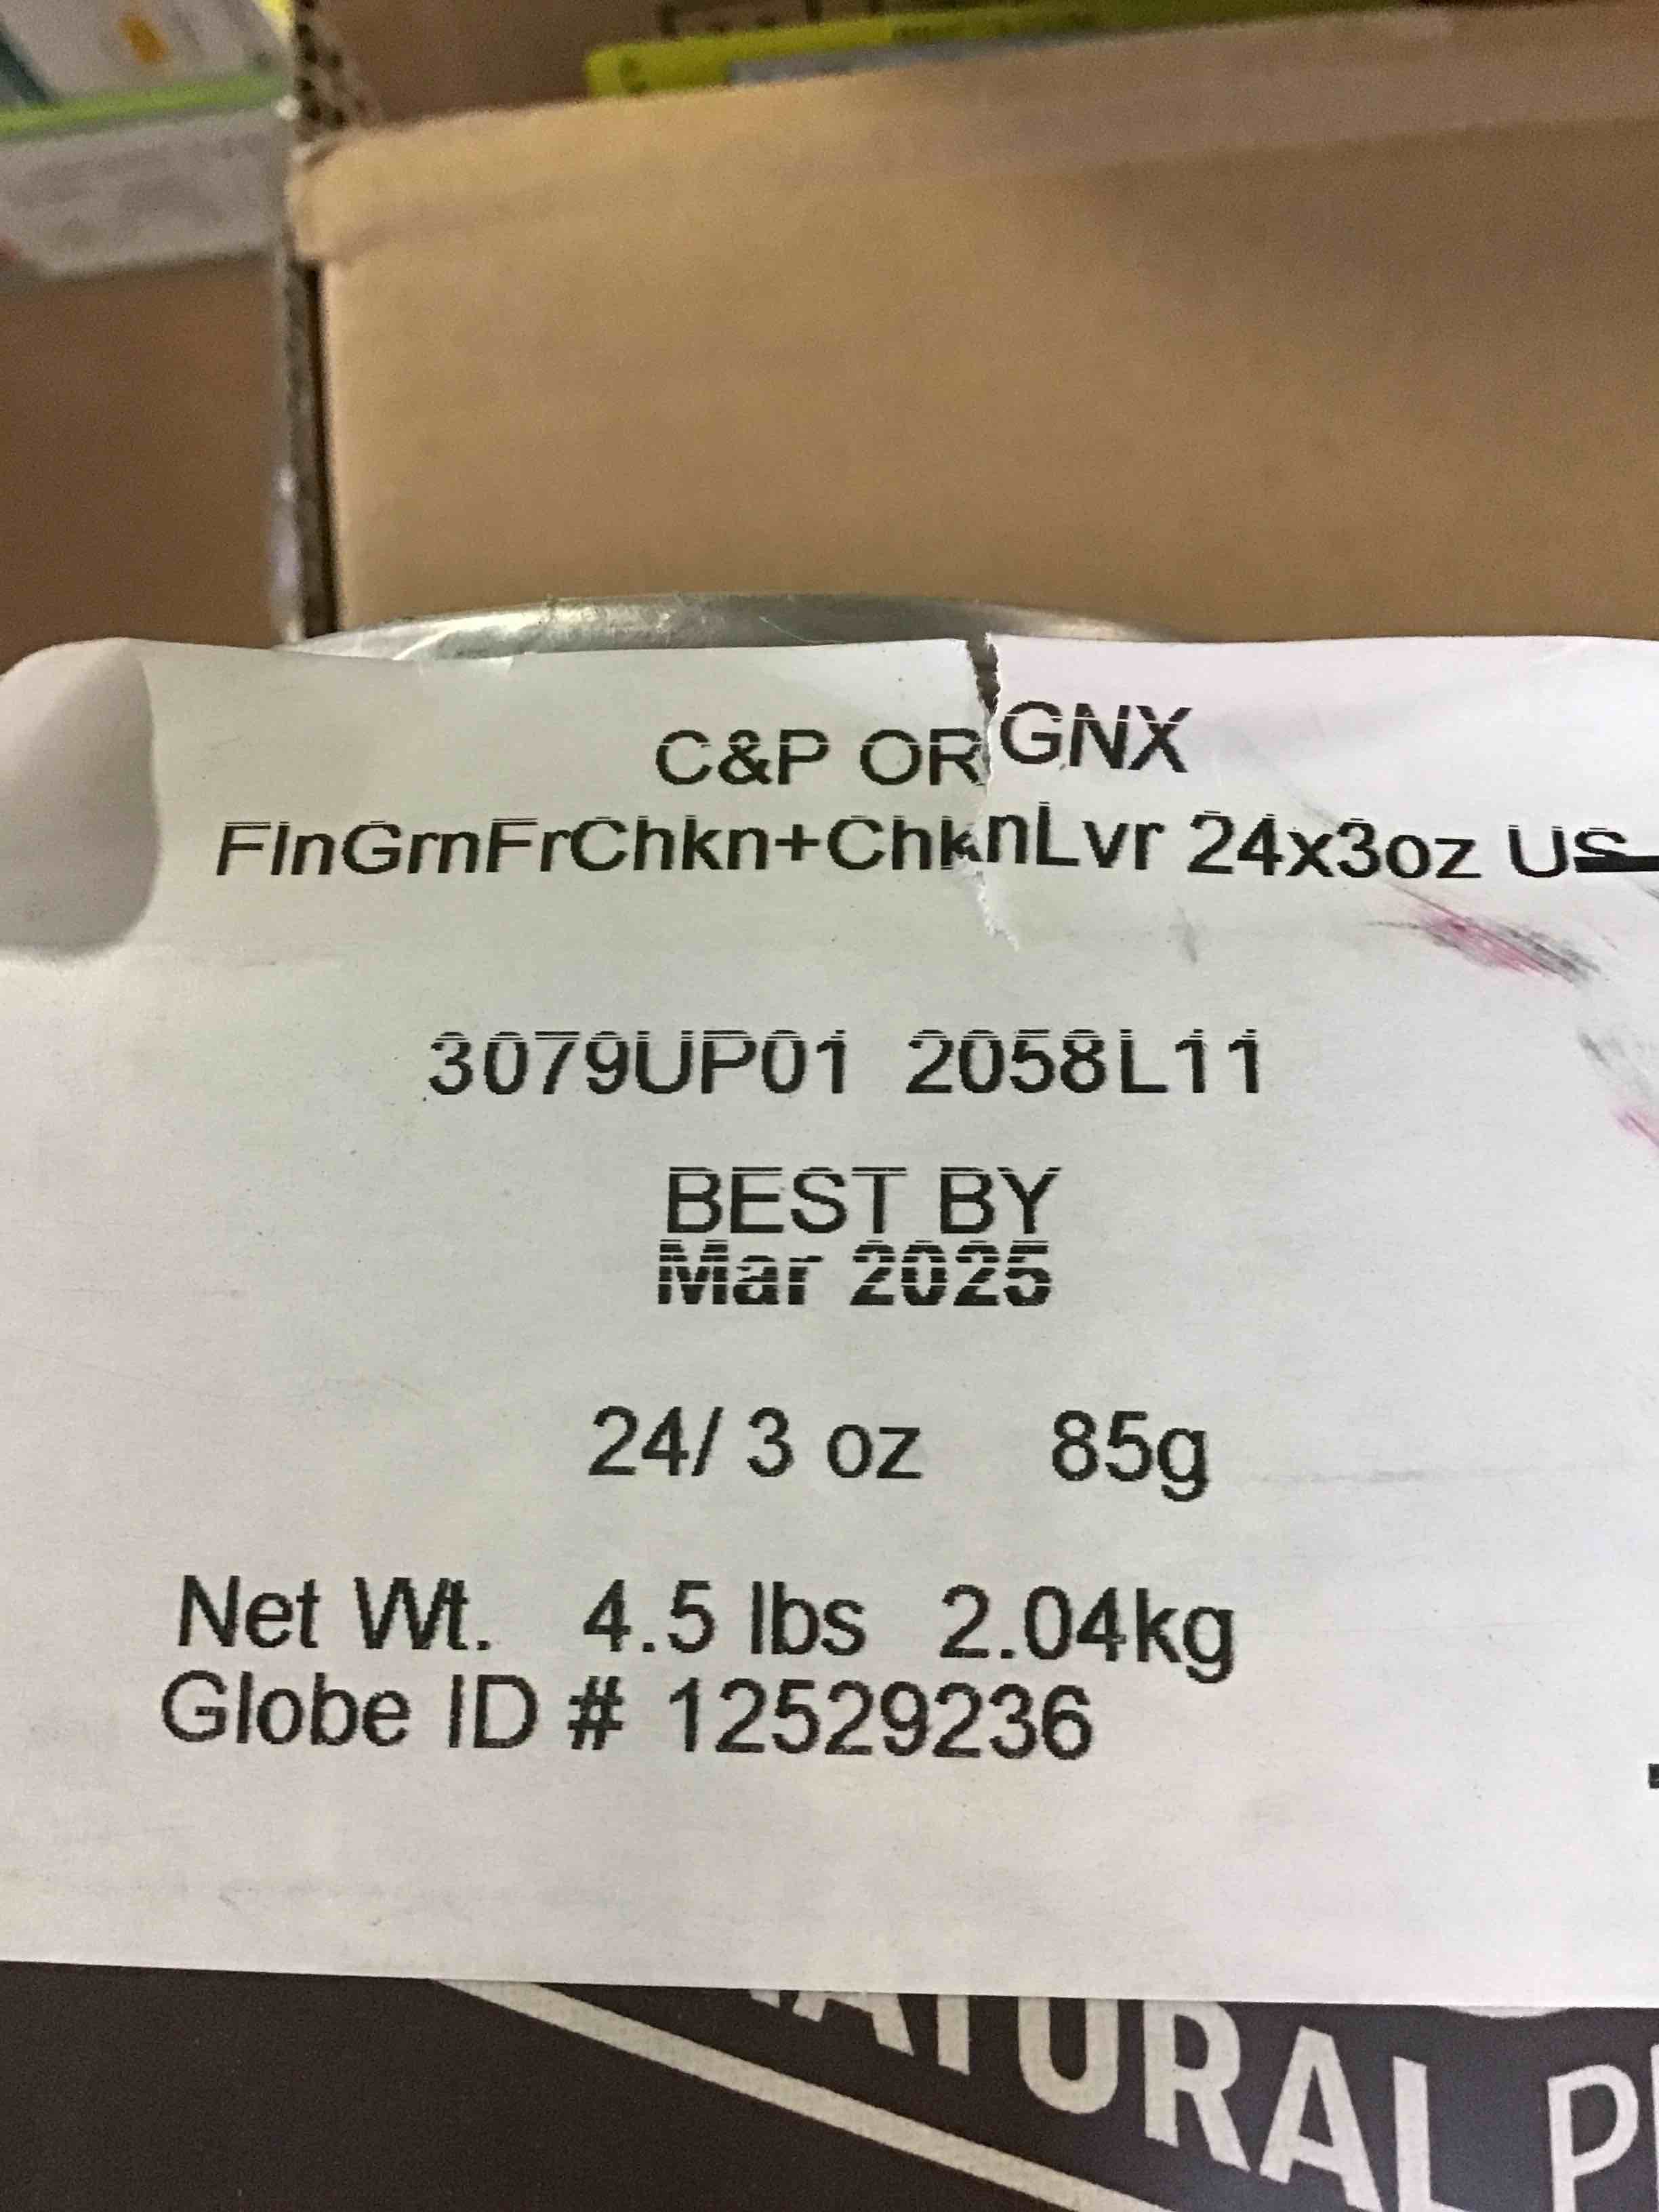 C&P ORGNX
FlnGrnFrChkn+ChknLvr 24x3oz US
3079UP01 2058L11
BEST BY
Mar 2025
24/ 3 oz 85g
Net Wt. 4.5 lbs 2.04kg
Globe ID # 12529236